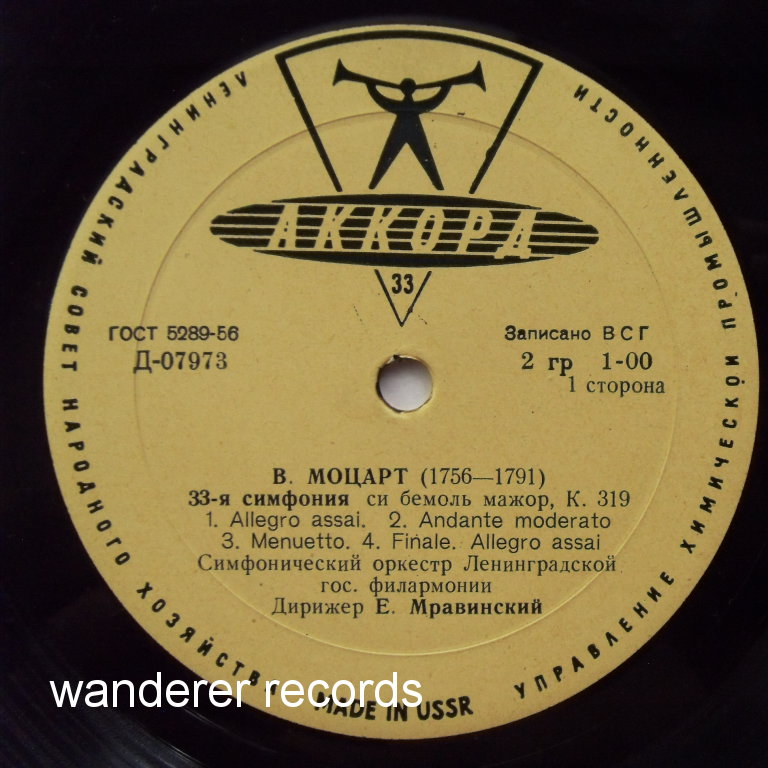 ЛЕНИНГРАДСКИЙ СОВЕТ НАРОДНОГО ХОЗЯЙСТВА
УПРАВЛЕНИЕ ХИМИЧЕСКОЙ ПРОМЫШЛЕННОСТИ
АККОРД
33
ГОСТ 5289-56
Д-07973
Записано ВСГ
2 гр 1-00
1 сторона
В. МОЦАРТ (1756—1791)
33-я симфония си бемоль мажор, К. 319
1. Allegro assai. 2. Andante moderato
3. Menuetto. 4. Finale. Allegro assai
Симфонический оркестр Ленинградской
гос. филармонии
Дирижер Е. Мравинский
MADE IN USSR
wanderer records